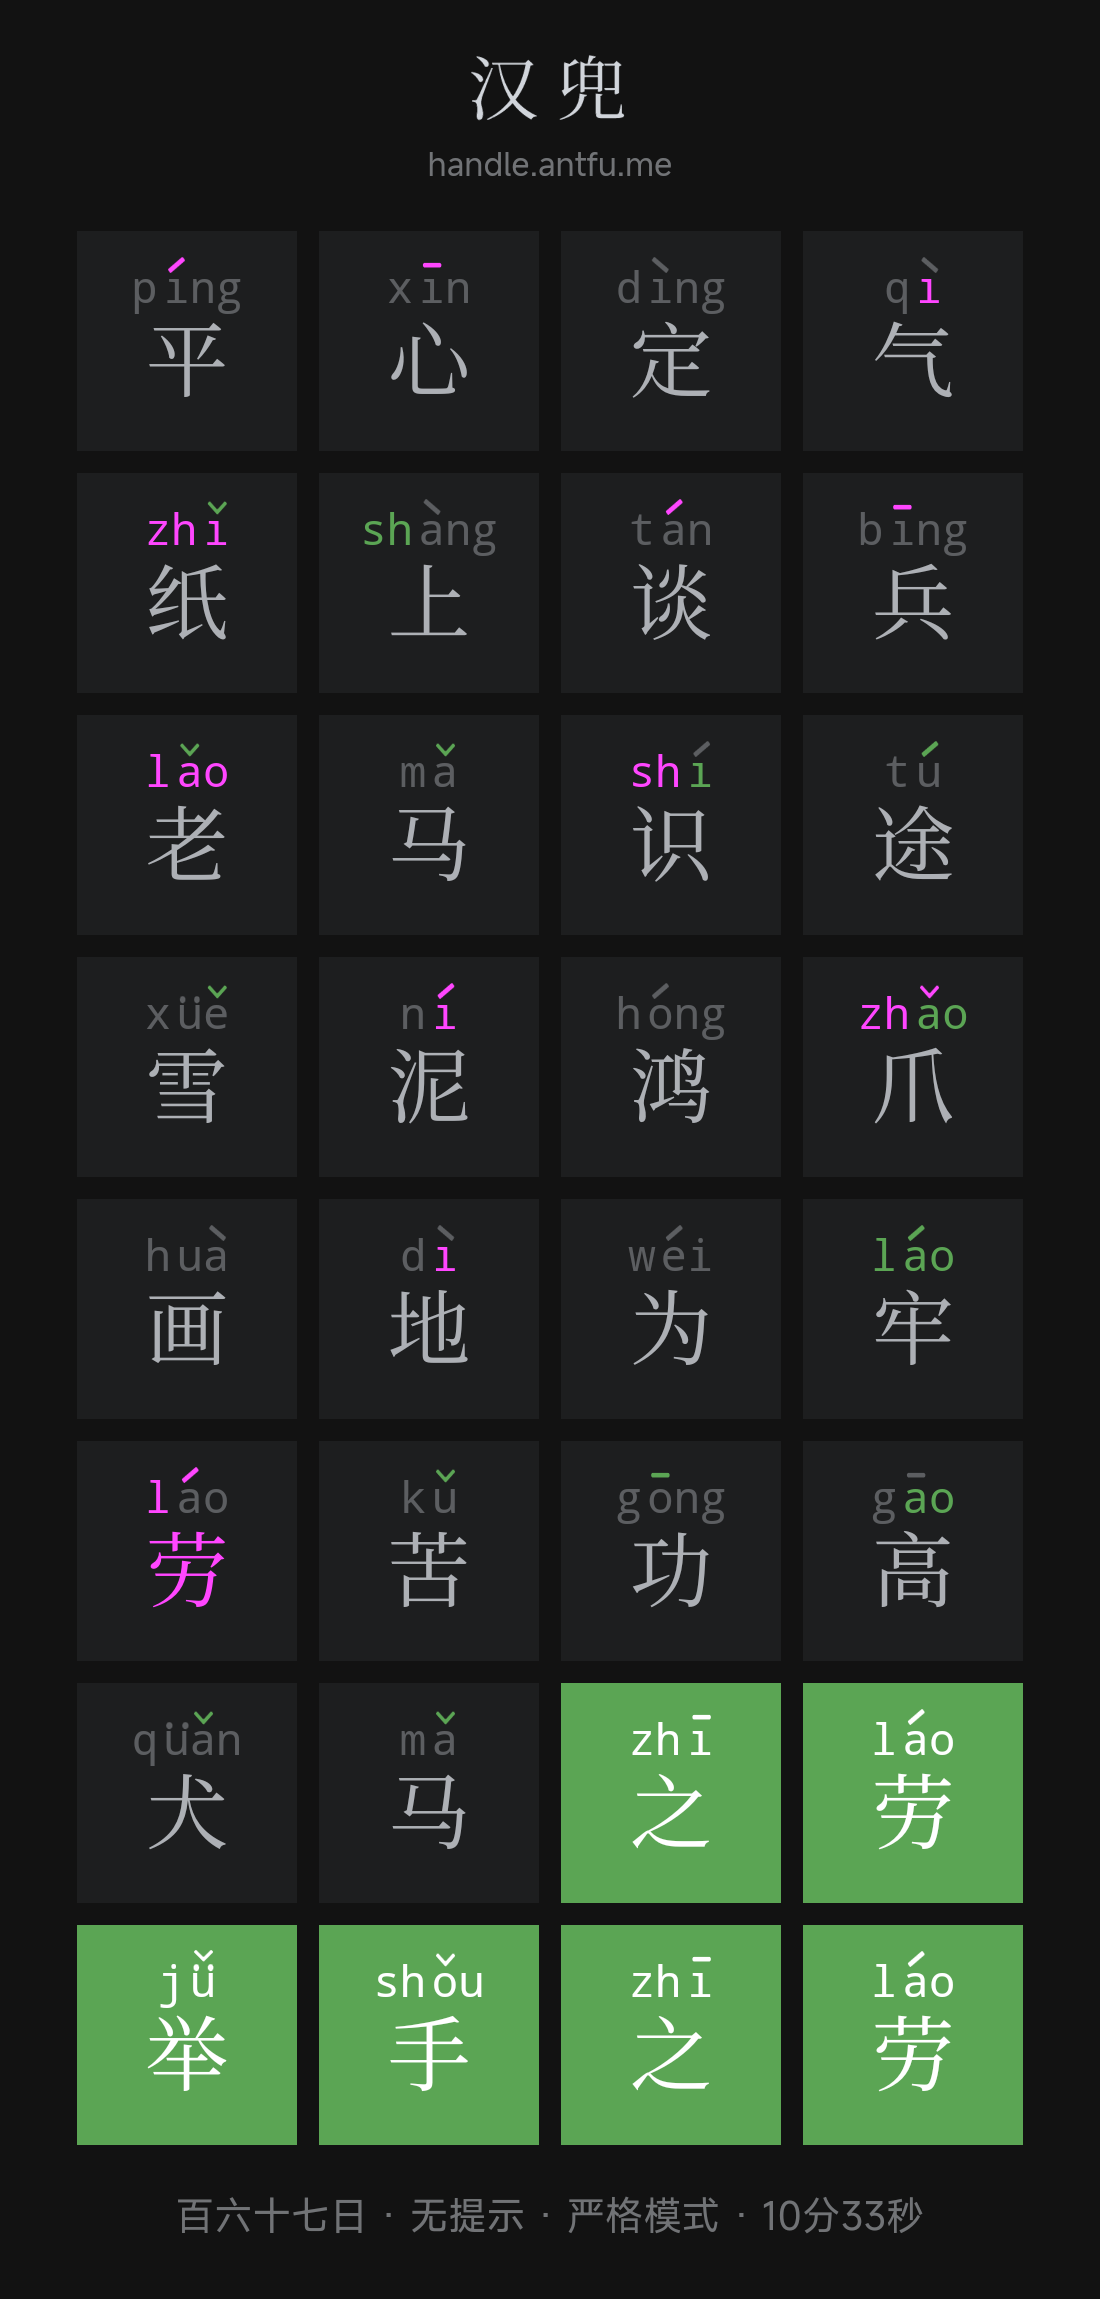 汉兜
handle.antfu.me
píng xīn dìng qì
平 心 定 气
zhǐ shàng tán bīng
纸 上 谈 兵
lǎo mǎ shí tú
老 马 识 途
xüě ní hóng zhǎo
雪 泥 鸿 爪
huà dì wéi láo
画 地 为 牢
láo kǔ gōng gāo
劳 苦 功 高
qüǎn mǎ zhī láo
犬 马 之 劳
jǚ shǒu zhī láo
举 手 之 劳
百六十七日 · 无提示 · 严格模式 · 10分33秒